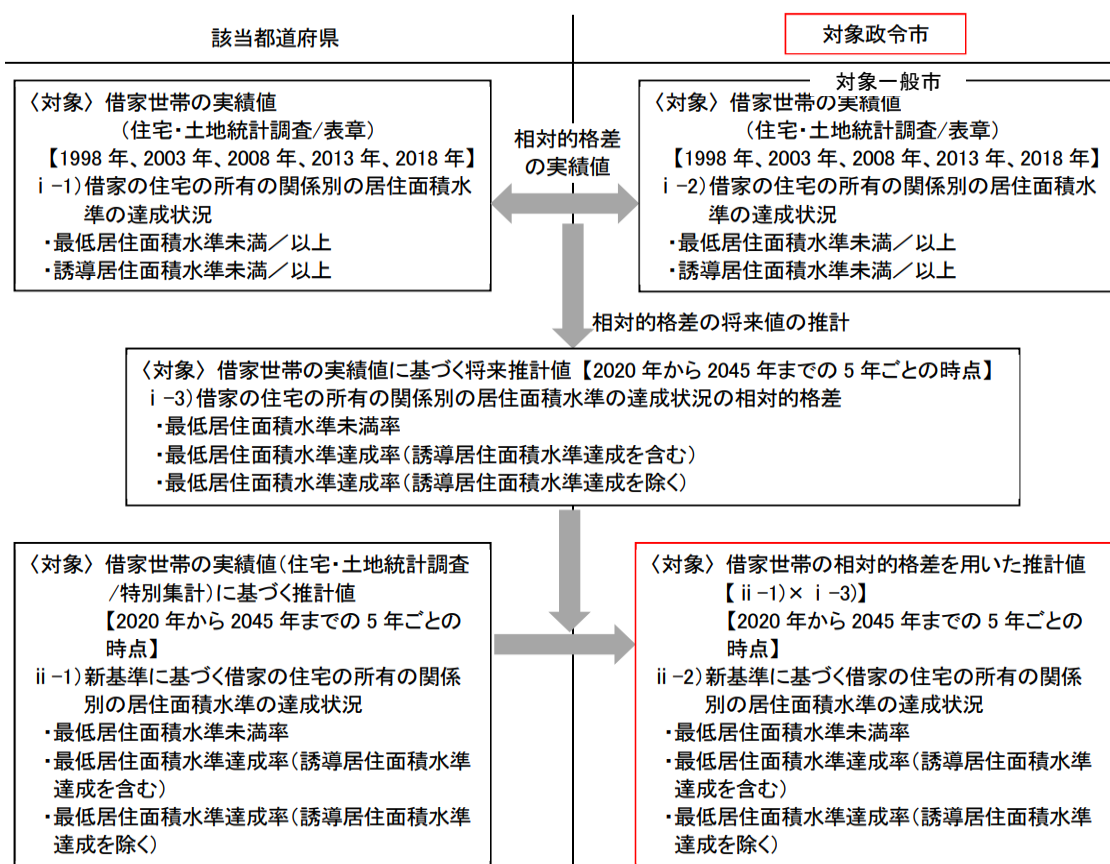 該当都道府県
対象政令市
対象一般市
〈対象〉 借家世帯の実績値
(住宅・土地統計調査/表章)
【1998 年、2003 年、2008 年、2013 年、2018 年】
ⅰ-1)借家の住宅の所有の関係別の居住面積水
準の達成状況
・最低居住面積水準未満/以上
・誘導居住面積水準未満/以上
相対的格差
の実績値
〈対象〉 借家世帯の実績値
(住宅・土地統計調査/表章)
【1998 年、2003 年、2008 年、2013 年、2018 年】
ⅰ-2)借家の住宅の所有の関係別の居住面積水
準の達成状況
・最低居住面積水準未満/以上
・誘導居住面積水準未満/以上
相対的格差の将来値の推計
〈対象〉 借家世帯の実績値に基づく将来推計値 【2020 年から 2045 年までの 5 年ごとの時点】
ⅰ-3)借家の住宅の所有の関係別の居住面積水準の達成状況の相対的格差
・最低居住面積水準未満率
・最低居住面積水準達成率(誘導居住面積水準達成を含む)
・最低居住面積水準達成率(誘導居住面積水準達成を除く)
〈対象〉 借家世帯の実績値(住宅・土地統計調査
/特別集計)に基づく推計値
【2020 年から 2045 年までの 5 年ごとの
時点】
ⅱ-1)新基準に基づく借家の住宅の所有の関係
別の居住面積水準の達成状況
・最低居住面積水準未満率
・最低居住面積水準達成率(誘導居住面積水準
達成を含む)
・最低居住面積水準達成率(誘導居住面積水準
達成を除く)
〈対象〉 借家世帯の相対的格差を用いた推計値
【ⅱ-1)×ⅰ-3)】
【2020 年から 2045 年までの 5 年ごとの
時点】
ⅱ-2)新基準に基づく借家の住宅の所有の関係
別の居住面積水準の達成状況
・最低居住面積水準未満率
・最低居住面積水準達成率(誘導居住面積水準
達成を含む)
・最低居住面積水準達成率(誘導居住面積水準
達成を除く)